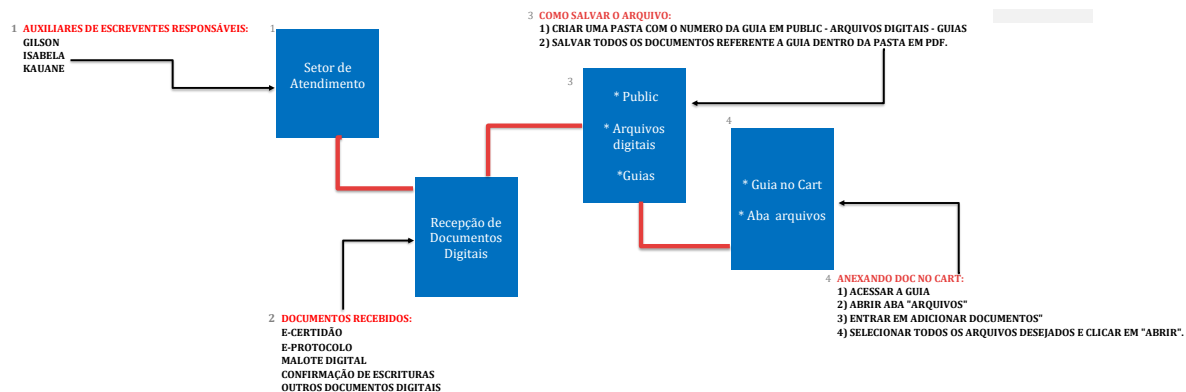 1 AUXILIARES DE ESCREVENTES RESPONSÁVEIS:
GILSON
ISABELA
KAUANE
1
Setor de
Atendimento
3 COMO SALVAR O ARQUIVO:
1) CRIAR UMA PASTA COM O NUMERO DA GUIA EM PUBLIC - ARQUIVOS DIGITAIS - GUIAS
2) SALVAR TODOS OS DOCUMENTOS REFERENTE A GUIA DENTRO DA PASTA EM PDF.
3
* Public
* Arquivos
digitais
*Guias
4
* Guia no Cart
* Aba arquivos
Recepção de
Documentos
Digitais
2 DOCUMENTOS RECEBIDOS:
E-CERTIDÃO
E-PROTOCOLO
MALOTE DIGITAL
CONFIRMAÇÃO DE ESCRITURAS
OUTROS DOCUMENTOS DIGITAIS
4 ANEXANDO DOC NO CART:
1) ACESSAR A GUIA
2) ABRIR ABA "ARQUIVOS"
3) ENTRAR EM ADICIONAR DOCUMENTOS"
4) SELECIONAR TODOS OS ARQUIVOS DESEJADOS E CLICAR EM "ABRIR".